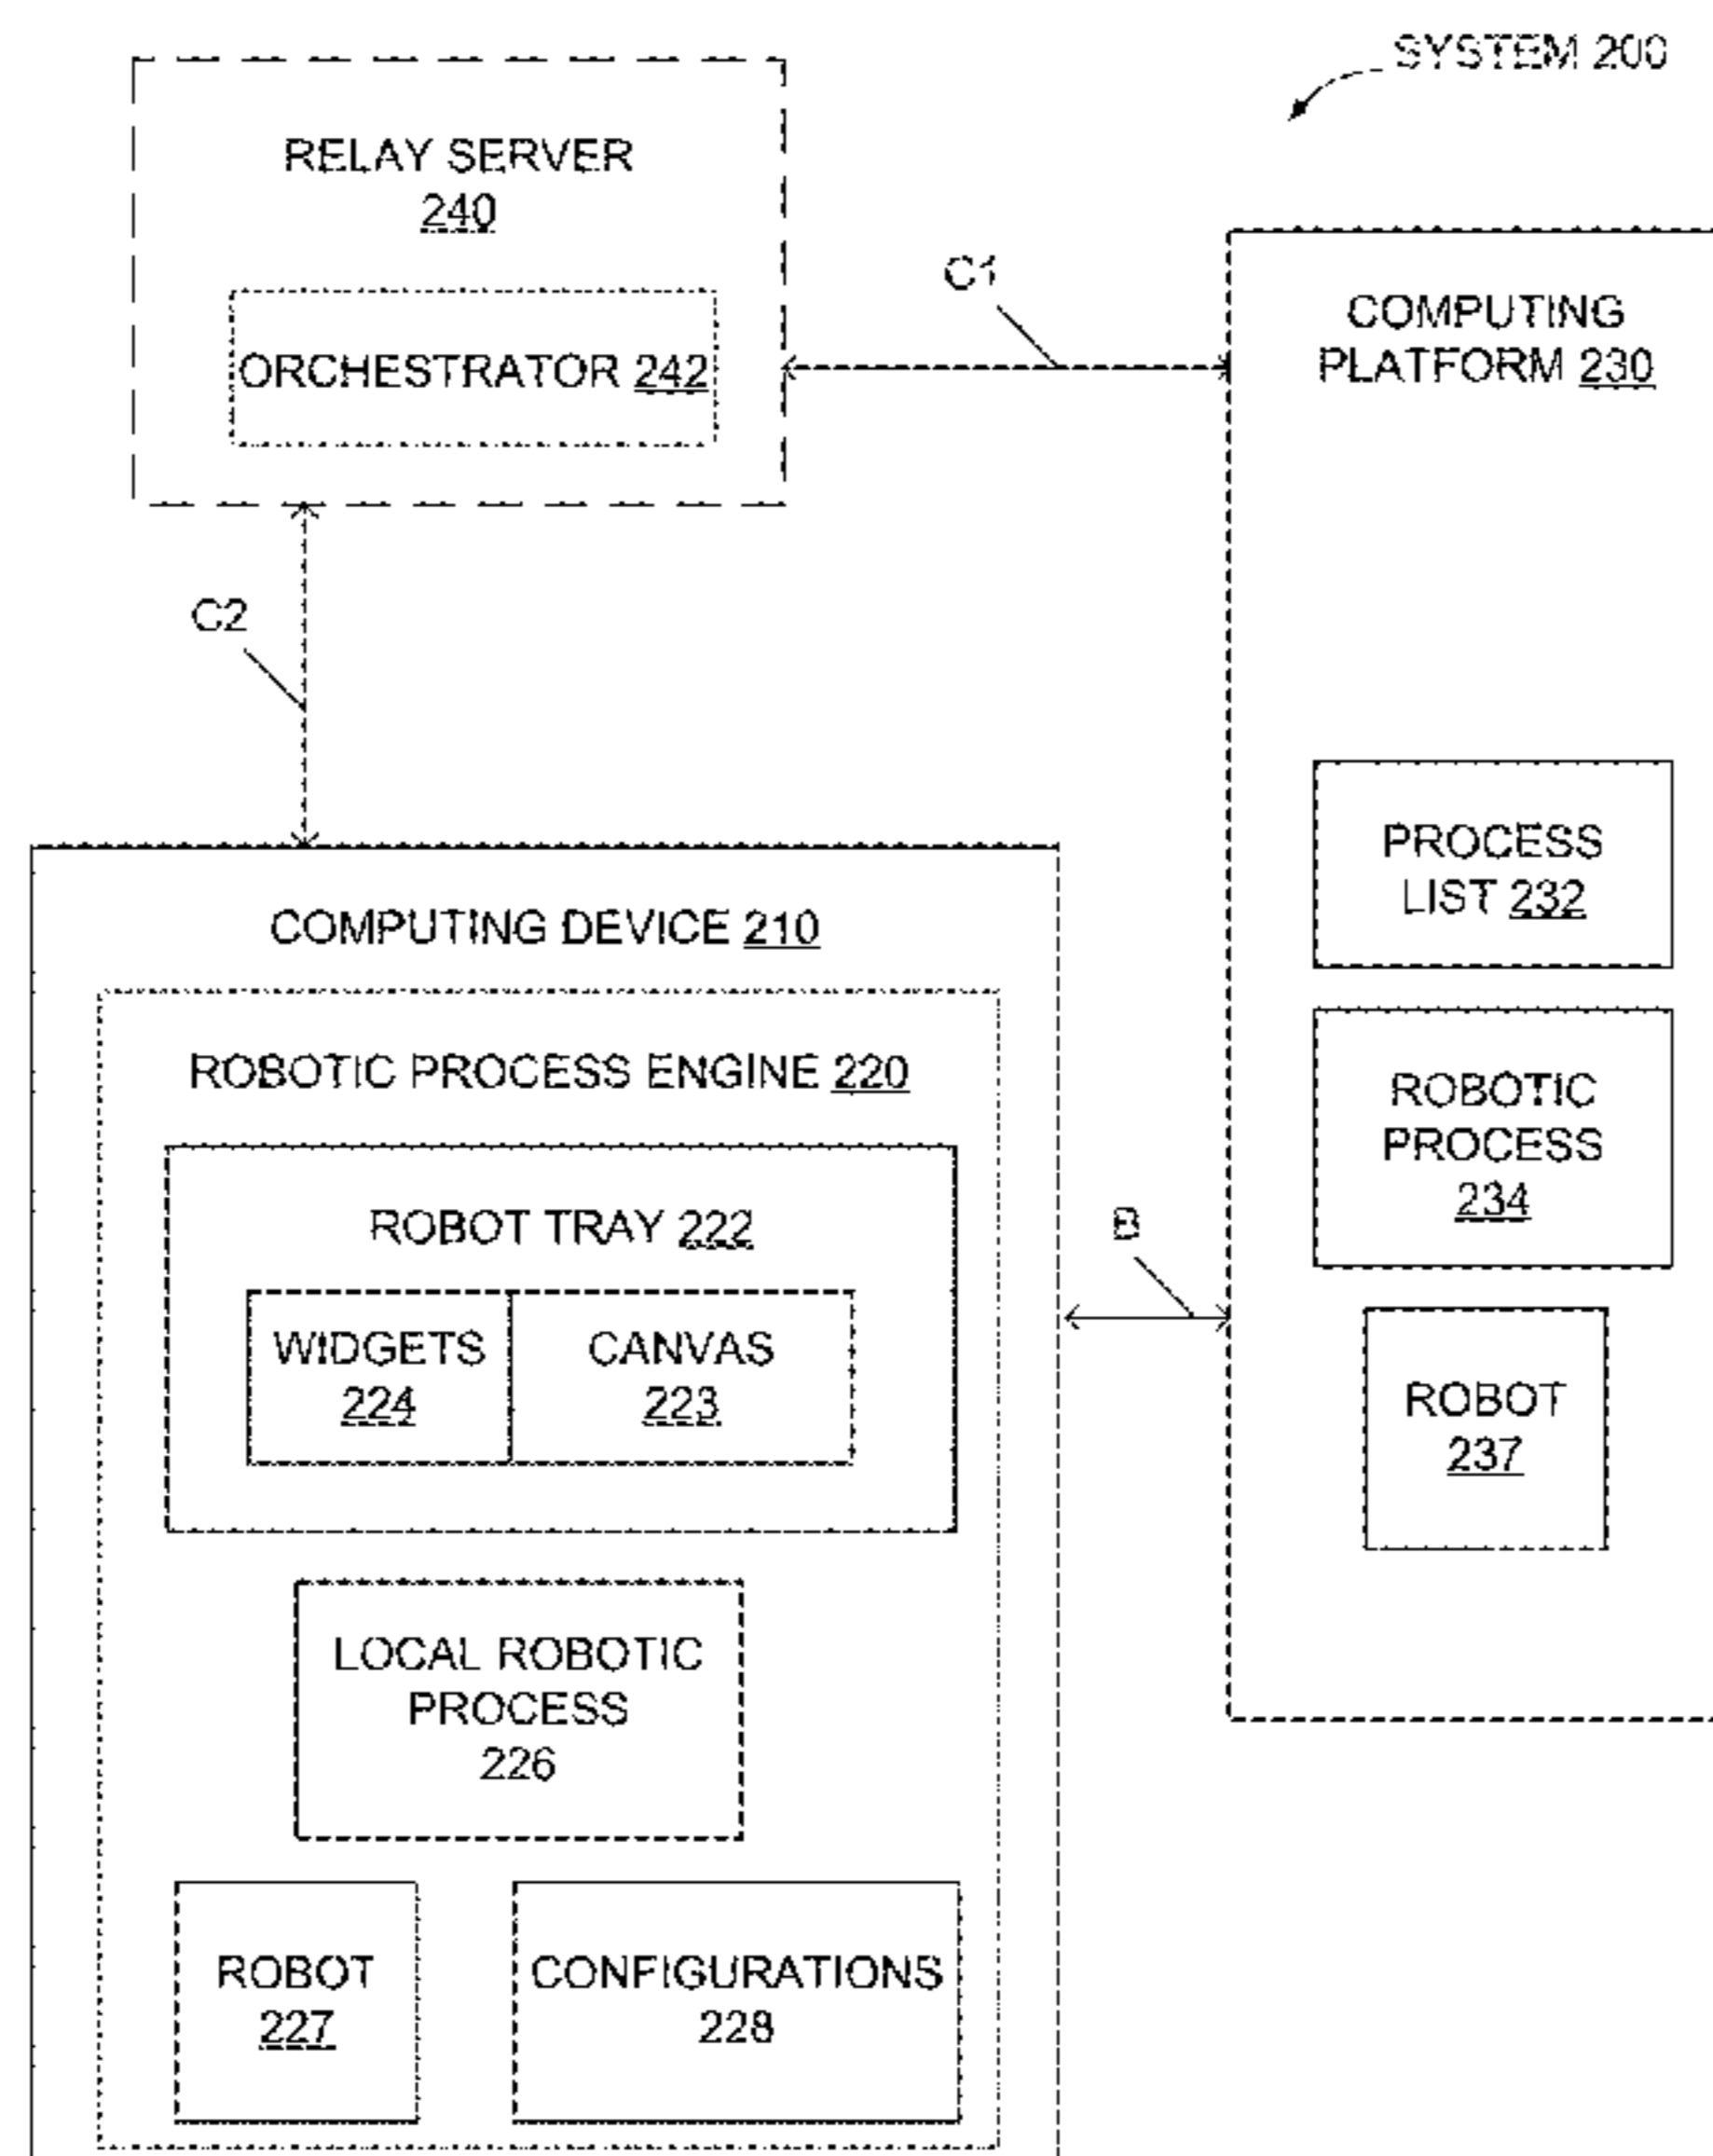 SYSTEM 200
RELAY SERVER
240
ORCHESTRATOR 242
C1
COMPUTING
PLATFORM 230
C2
PROCESS
LIST 232
COMPUTING DEVICE 210
ROBOTIC PROCESS ENGINE 220
ROBOTIC
PROCESS
234
ROBOT TRAY 222
B
WIDGETS
224
CANVAS
223
ROBOT
237
LOCAL ROBOTIC
PROCESS
226
ROBOT
227
CONFIGURATIONS
228